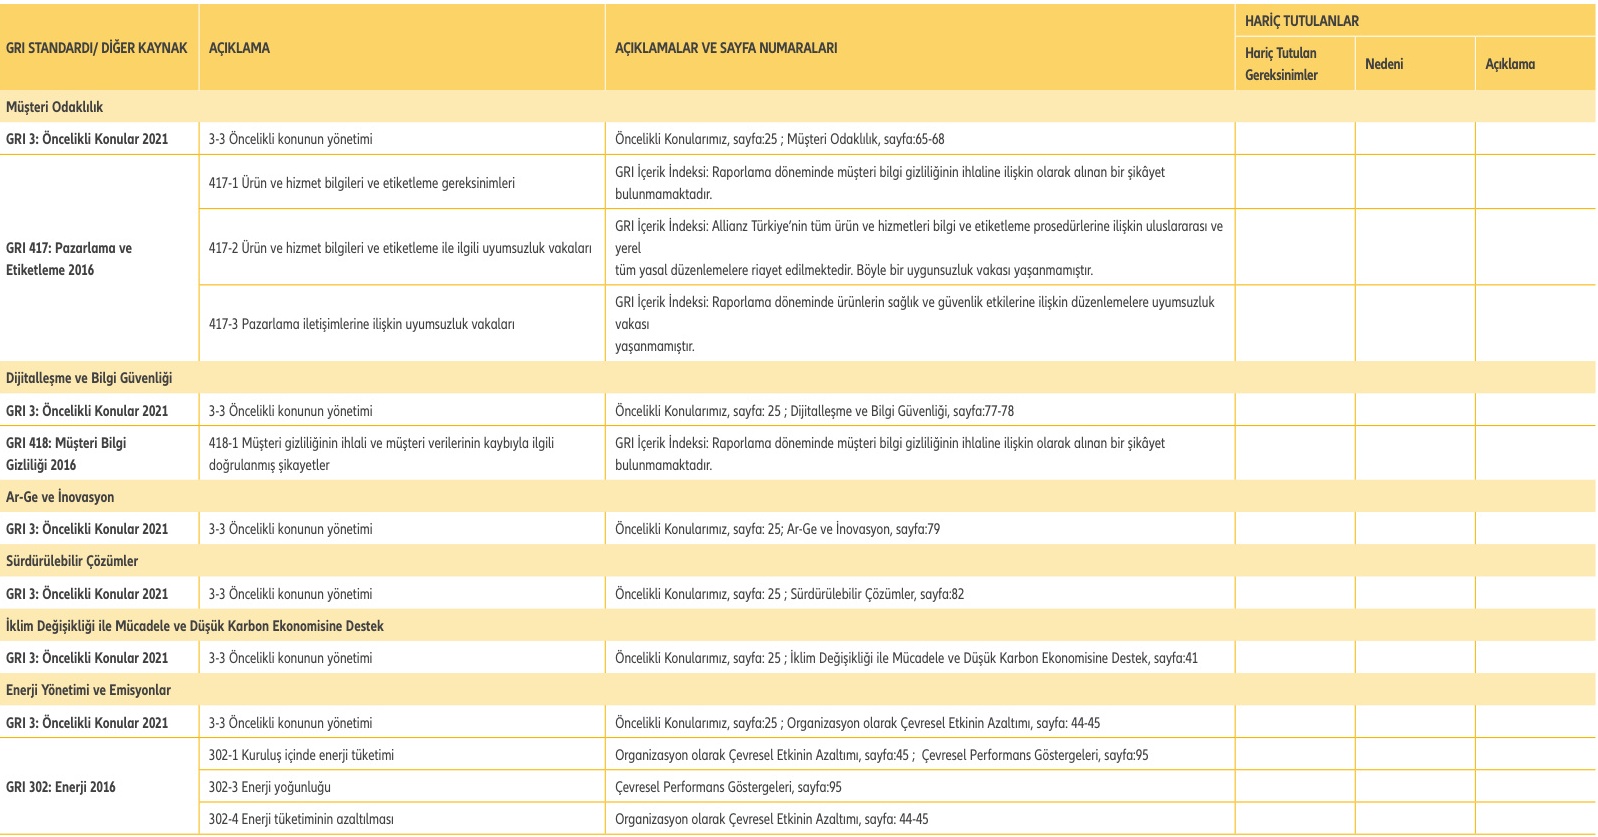 GRI STANDARDI/ DİĞER KAYNAK
AÇIKLAMA
AÇIKLAMALAR VE SAYFA NUMARALARI
HARİÇ TUTULANLAR
Hariç Tutulan
Gereksinimler
Nedeni
Açıklama
Müşteri Odaklılık
GRI 3: Öncelikli Konular 2021
3-3 Öncelikli konunun yönetimi
Öncelikli Konularımız, sayfa:25 ; Müşteri Odaklılık, sayfa:65-68
GRI 417: Pazarlama ve
Etiketleme 2016
417-1 Ürün ve hizmet bilgileri ve etiketleme gereksinimleri
GRI İçerik İndeksi: Raporlama döneminde müşteri bilgi gizliliğinin ihlaline ilişkin olarak alınan bir şikâyet
bulunmamaktadır.
417-2 Ürün ve hizmet bilgileri ve etiketleme ile ilgili uyumsuzluk vakaları
GRI İçerik İndeksi: Allianz Türkiye’nin tüm ürün ve hizmetleri bilgi ve etiketleme prosedürlerine ilişkin uluslararası ve
yerel
tüm yasal düzenlemelere riayet edilmektedir. Böyle bir uygunsuzluk vakası yaşanmamıştır.
417-3 Pazarlama iletişimlerine ilişkin uyumsuzluk vakaları
GRI İçerik İndeksi: Raporlama döneminde ürünlerin sağlık ve güvenlik etkilerine ilişkin düzenlemelere uyumsuzluk
vakası
yaşanmamıştır.
Dijitalleşme ve Bilgi Güvenliği
GRI 3: Öncelikli Konular 2021
3-3 Öncelikli konunun yönetimi
Öncelikli Konularımız, sayfa: 25 ; Dijitalleşme ve Bilgi Güvenliği, sayfa:77-78
GRI 418: Müşteri Bilgi
Gizliliği 2016
418-1 Müşteri gizliliğinin ihlali ve müşteri verilerinin kaybıyla ilgili
doğrulanmış şikayetler
GRI İçerik İndeksi: Raporlama döneminde müşteri bilgi gizliliğinin ihlaline ilişkin olarak alınan bir şikâyet
bulunmamaktadır.
Ar-Ge ve İnovasyon
GRI 3: Öncelikli Konular 2021
3-3 Öncelikli konunun yönetimi
Öncelikli Konularımız, sayfa: 25; Ar-Ge ve İnovasyon, sayfa:79
Sürdürülebilir Çözümler
GRI 3: Öncelikli Konular 2021
3-3 Öncelikli konunun yönetimi
Öncelikli Konularımız, sayfa: 25 ; Sürdürülebilir Çözümler, sayfa:82
İklim Değişikliği ile Mücadele ve Düşük Karbon Ekonomisine Destek
GRI 3: Öncelikli Konular 2021
3-3 Öncelikli konunun yönetimi
Öncelikli Konularımız, sayfa: 25 ; İklim Değişikliği ile Mücadele ve Düşük Karbon Ekonomisine Destek, sayfa:41
Enerji Yönetimi ve Emisyonlar
GRI 3: Öncelikli Konular 2021
3-3 Öncelikli konunun yönetimi
Öncelikli Konularımız, sayfa:25 ; Organizasyon olarak Çevresel Etkinin Azaltımı, sayfa: 44-45
GRI 302: Enerji 2016
302-1 Kuruluş içinde enerji tüketimi
Organizasyon olarak Çevresel Etkinin Azaltımı, sayfa:45 ; Çevresel Performans Göstergeleri, sayfa:95
302-3 Enerji yoğunluğu
Çevresel Performans Göstergeleri, sayfa:95
302-4 Enerji tüketiminin azaltılması
Organizasyon olarak Çevresel Etkinin Azaltımı, sayfa: 44-45